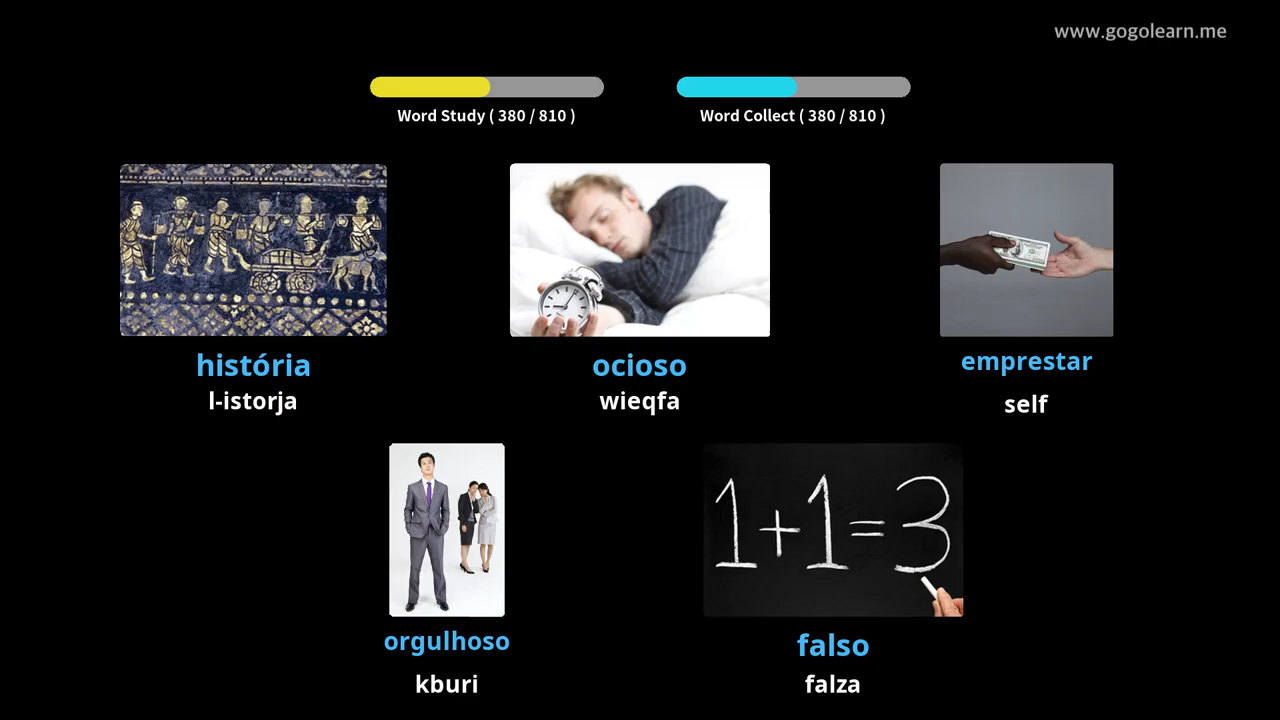 www.gogolearn.me
Word Study ( 380 / 810 )
Word Collect ( 380 / 810 )
história
l-istorja
ocioso
wieqfa
emprestar
self
orgulhoso
kburi
1+1=3
falso
falza